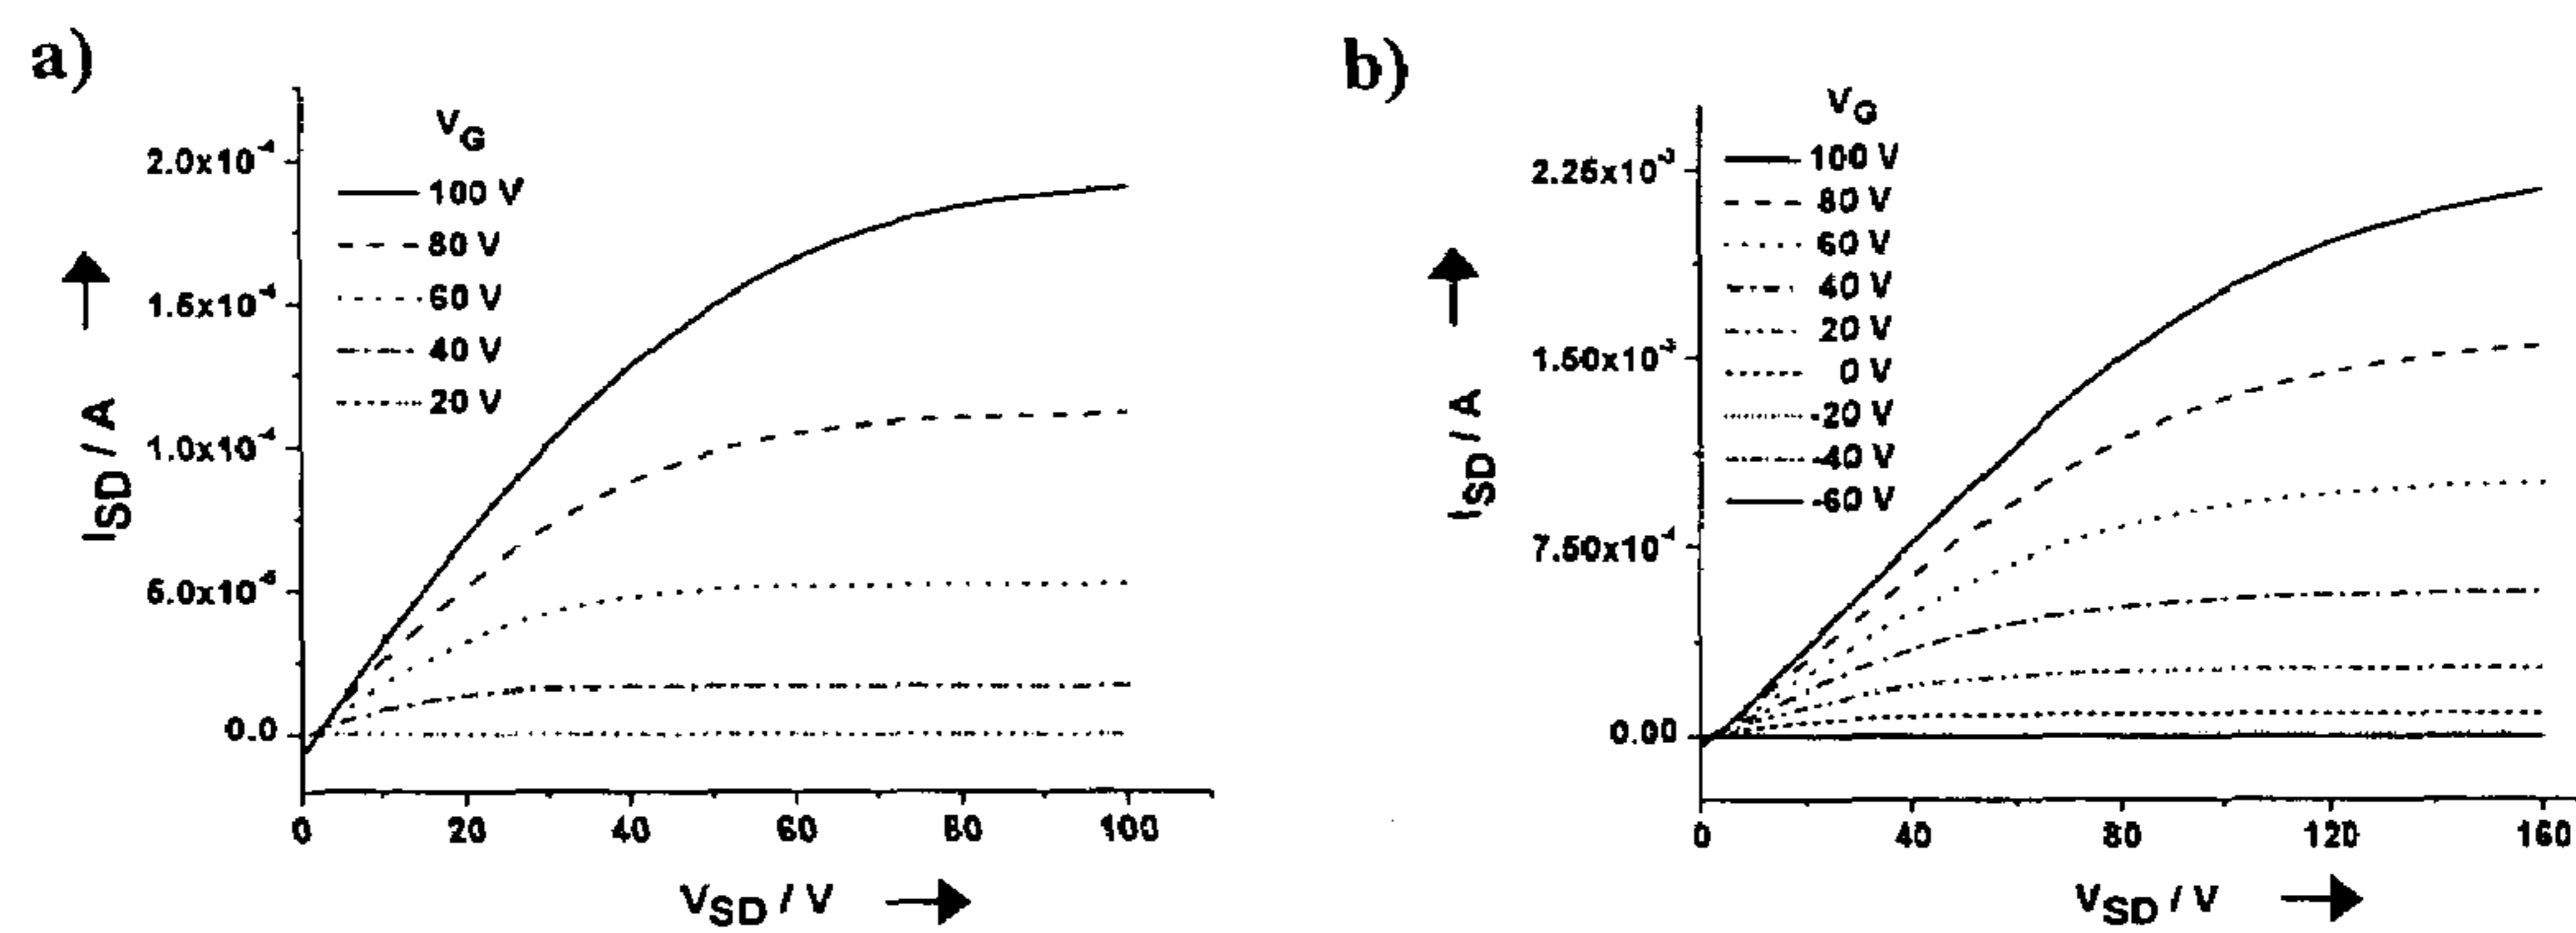 a)
V_G
100 V
80 V
60 V
40 V
20 V
2.0x10⁻⁴
1.5x10⁻⁴
1.0x10⁻⁴
5.0x10⁻⁵
0.0
I_SD / A
0 20 40 60 80 100
V_SD / V
b)
V_G
100 V
80 V
60 V
40 V
20 V
0 V
-20 V
-40 V
-60 V
2.25x10⁻³
1.50x10⁻³
7.50x10⁻⁴
0.00
I_SD / A
0 40 80 120 160
V_SD / V